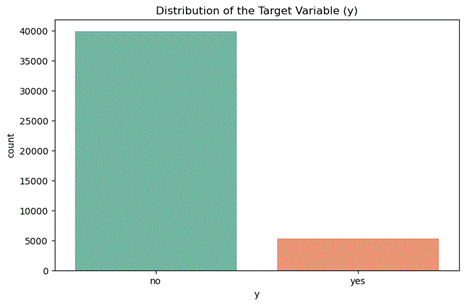 Distribution of the Target Variable (y)
40000
35000
30000
25000
20000
15000
10000
5000
0
count
no
yes
y